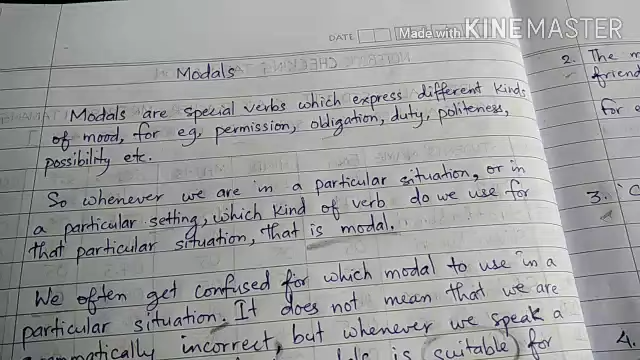 Made with KINEMASTER
DATE
Modals
Modals are special verbs which express different kinds
of mood, for eg, permission, obligation, duty, politeness,
possibility etc.
So whenever we are in a particular situation, or in
a particular setting, which kind of verb do we use for
that particular situation, that is modal.
We often get confused for which modal to use in a
particular situation. It does not mean that we are
grammatically incorrect, but whenever we speak a
is suitable for
2. The m
friend
for
3. "C
4.